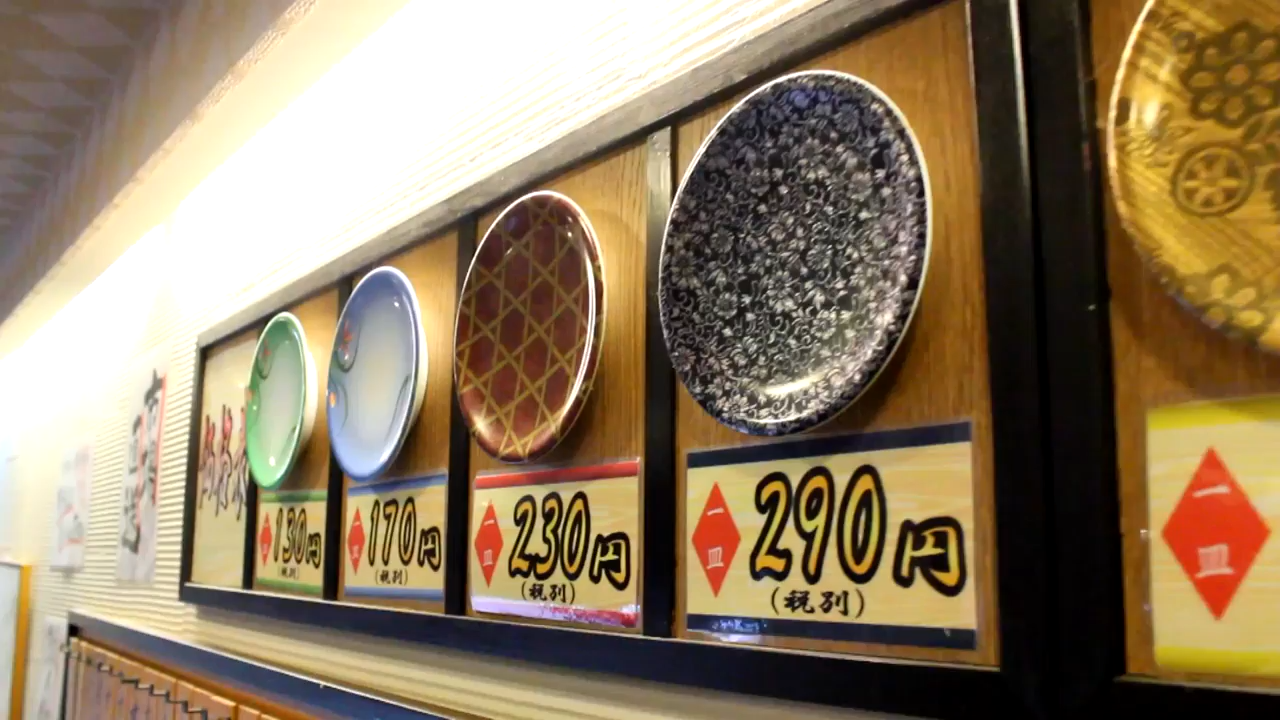 一皿 130円
(税別)
一皿 170円
(税別)
一皿 230円
(税別)
一皿 290円
(税別)
一皿